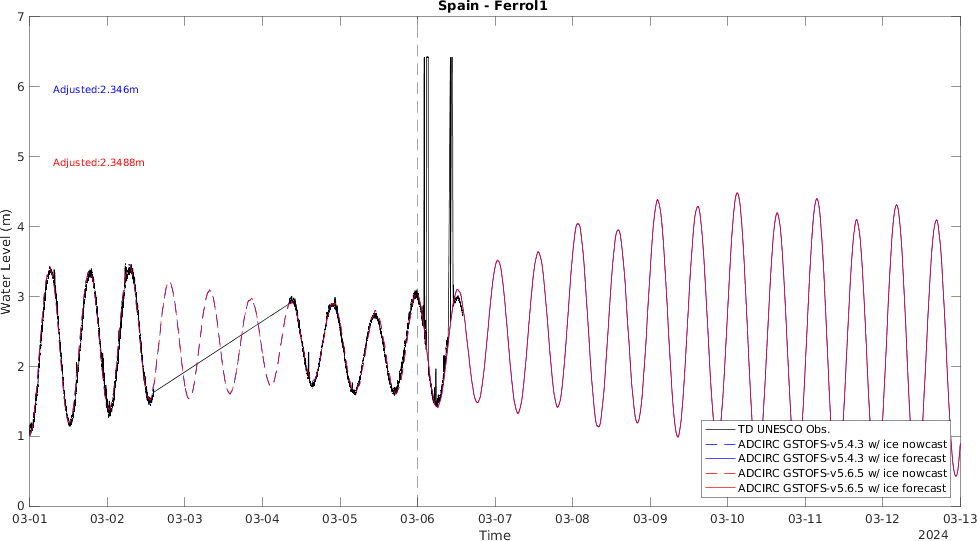 Spain - Ferrol1
7
6
5
4
3
2
1
0
Water Level (m)
Adjusted:2.346m
Adjusted:2.3488m
TD UNESCO Obs.
ADCIRC GSTOFS-v5.4.3 w/ ice nowcast
ADCIRC GSTOFS-v5.4.3 w/ ice forecast
ADCIRC GSTOFS-v5.6.5 w/ ice nowcast
ADCIRC GSTOFS-v5.6.5 w/ ice forecast
03-01 03-02 03-03 03-04 03-05 03-06 03-07 03-08 03-09 03-10 03-11 03-12 03-13
Time
2024